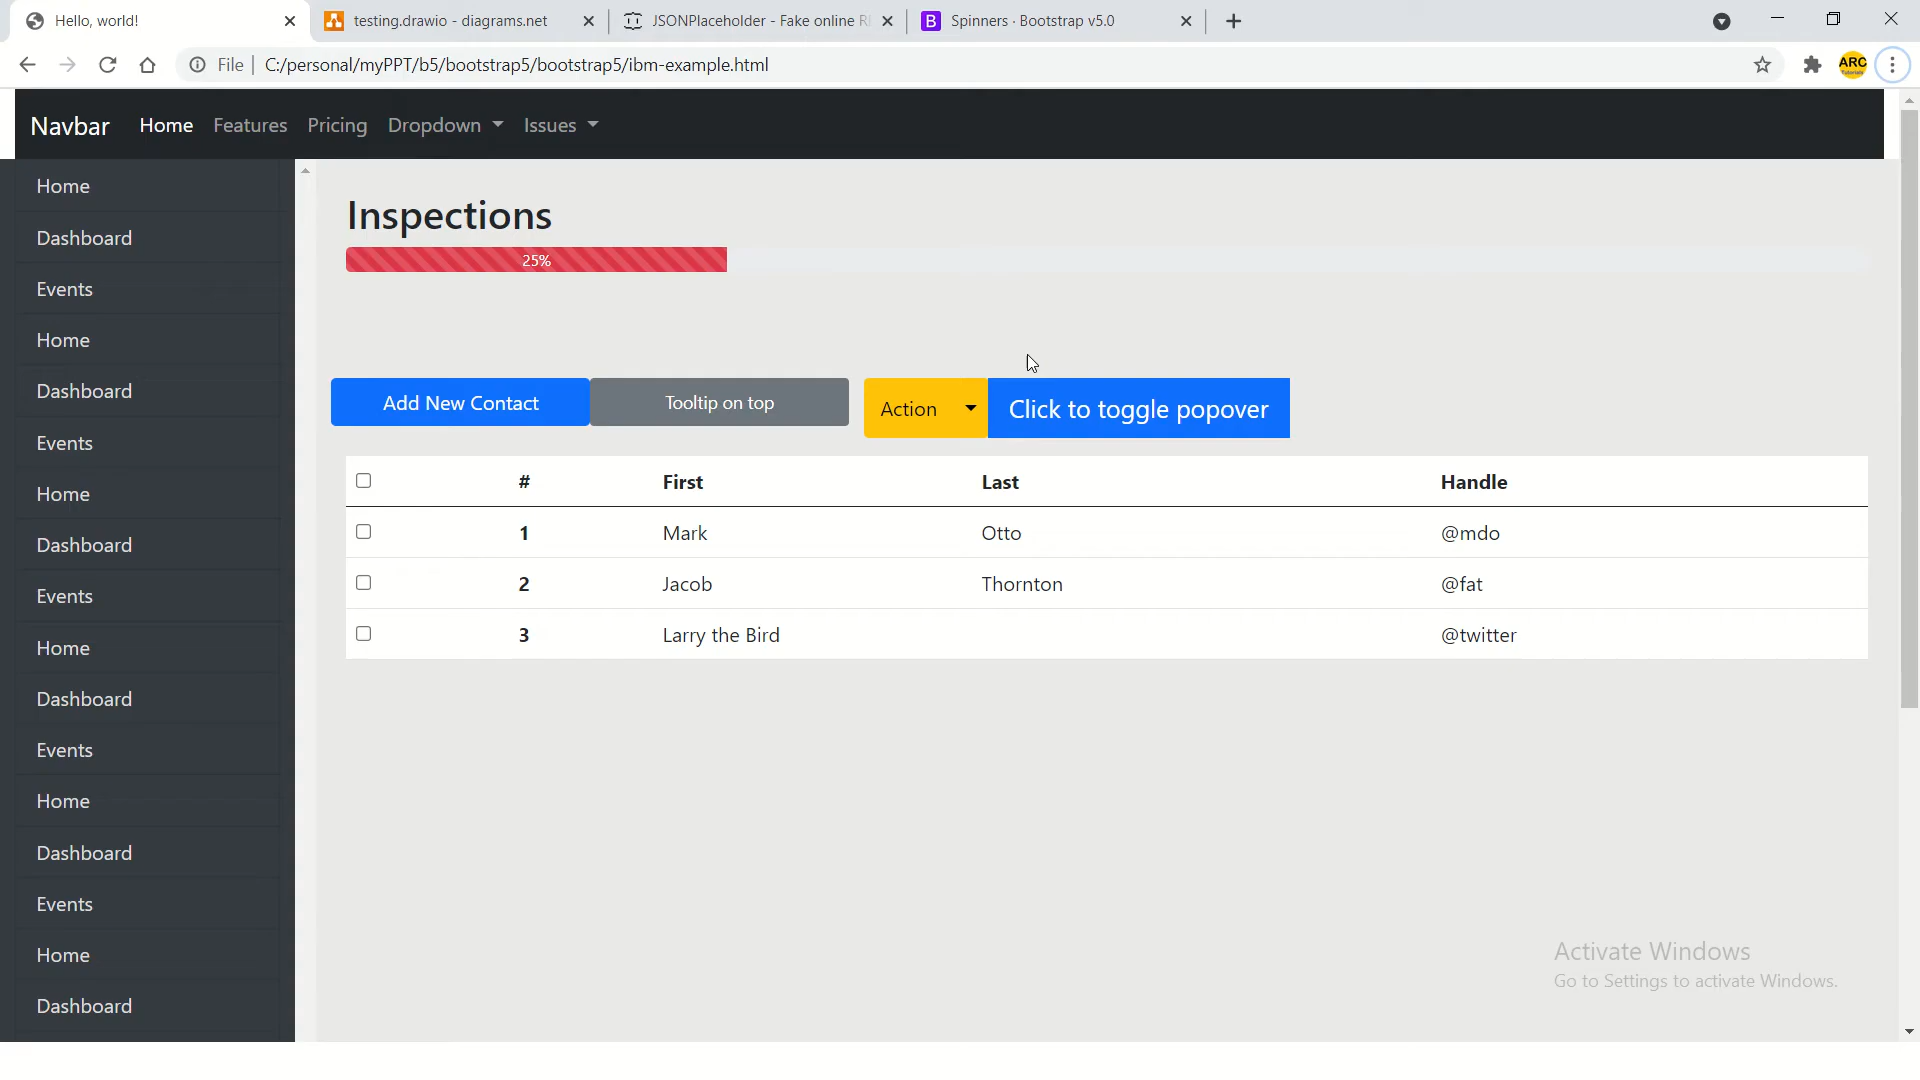 Hello, world!
testing.drawio - diagrams.net
JSONPlaceholder - Fake online R
Spinners · Bootstrap v5.0
File
C:/personal/myPPT/b5/bootstrap5/bootstrap5/ibm-example.html
ARC
Tutorials
Navbar Home Features Pricing Dropdown Issues
Home
Dashboard
Events
Home
Dashboard
Events
Home
Dashboard
Events
Home
Dashboard
Events
Home
Dashboard
Events
Home
Dashboard
Inspections
25%
Add New Contact Tooltip on top Action Click to toggle popover
# First Last Handle
1 Mark Otto @mdo
2 Jacob Thornton @fat
3 Larry the Bird @twitter
Activate Windows
Go to Settings to activate Windows.